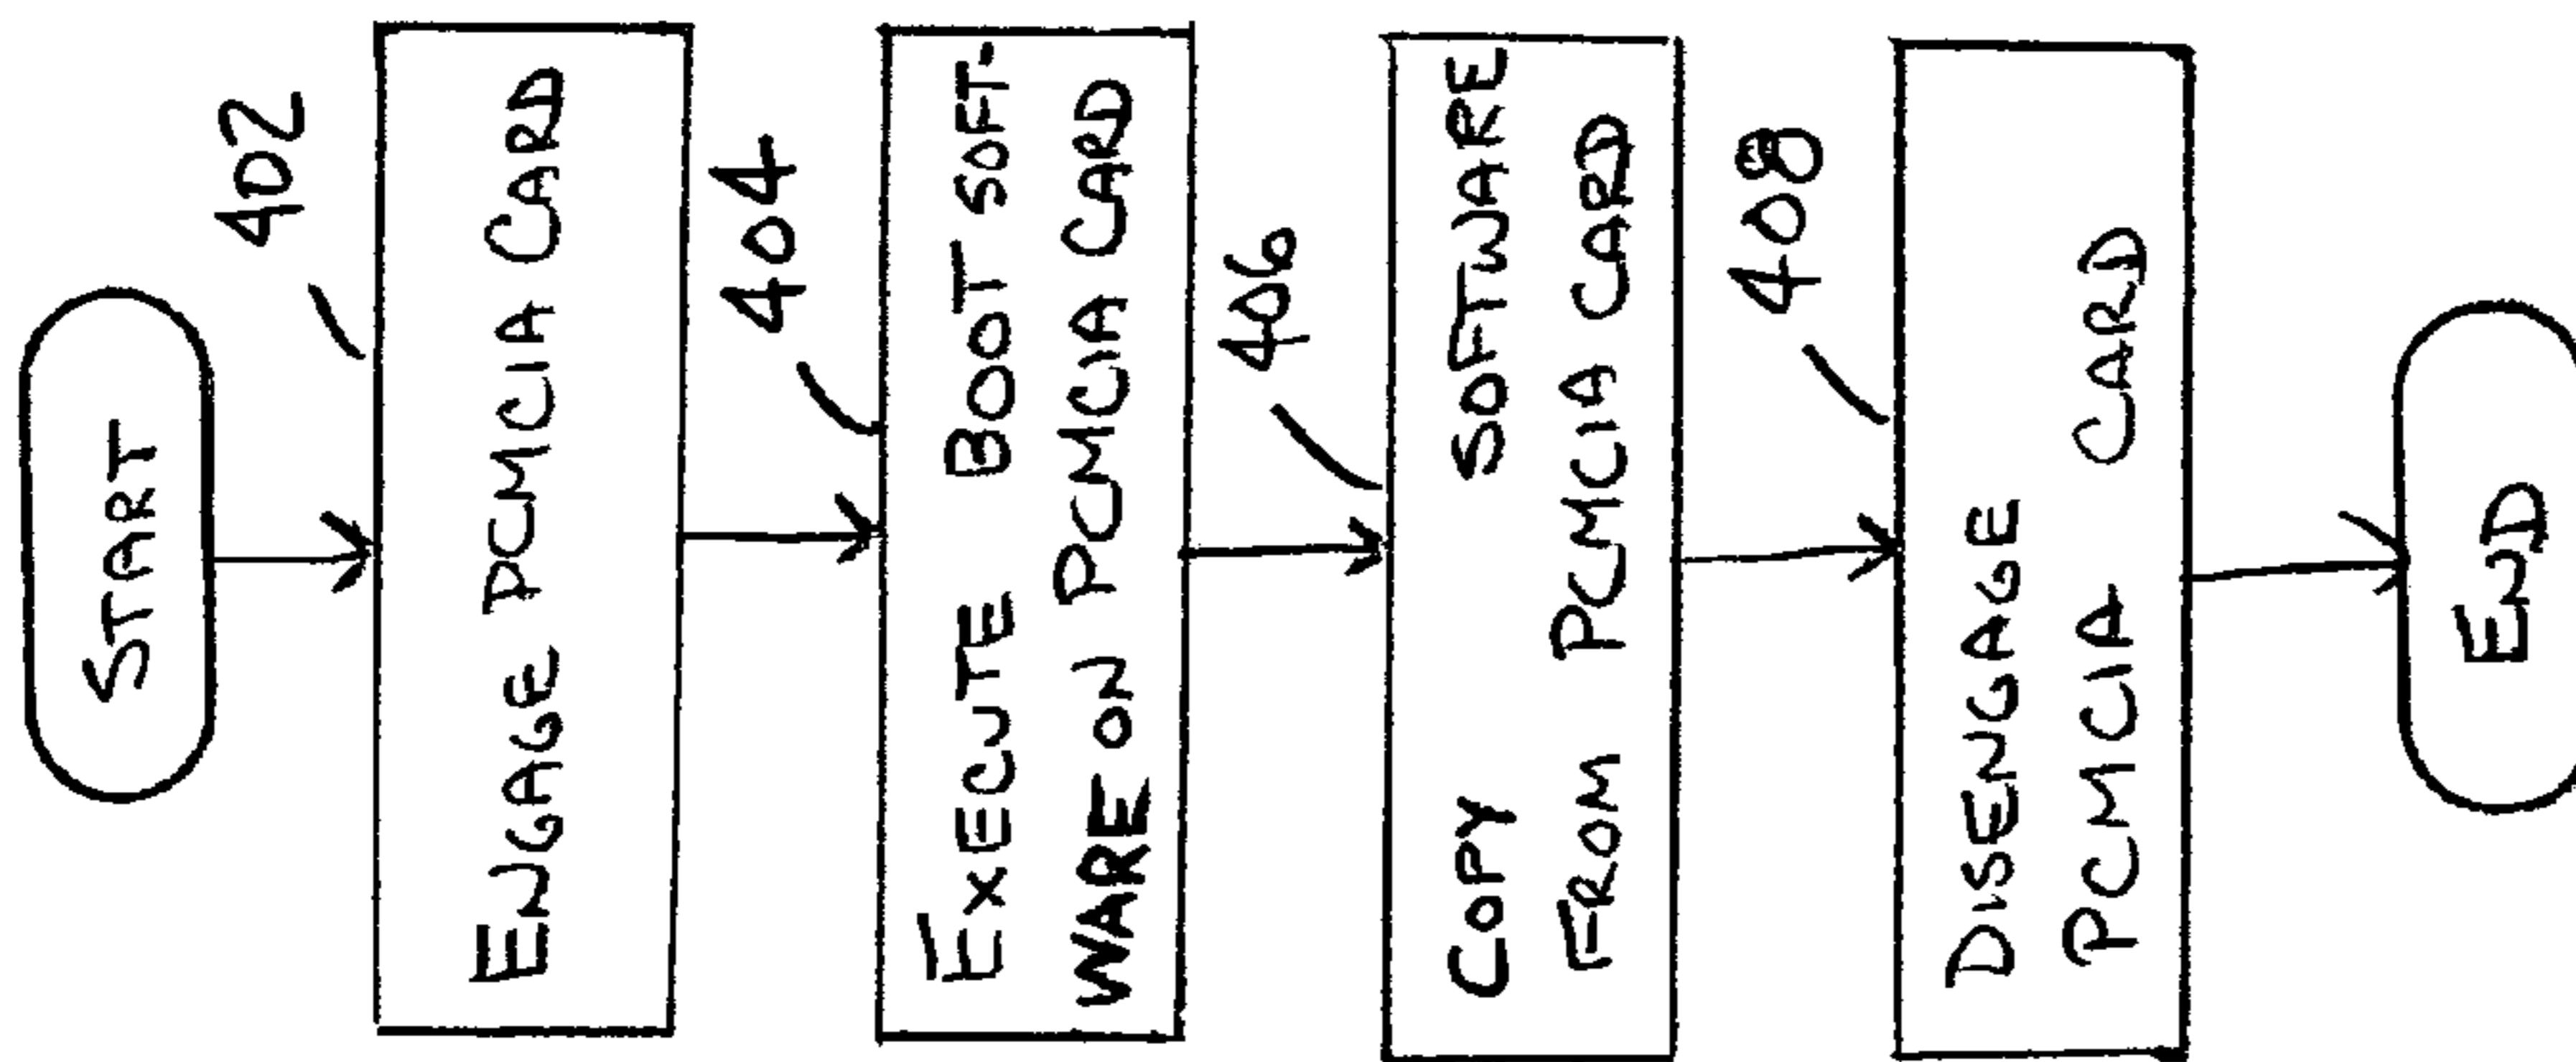 START
402
ENGAGE PCMCIA CARD
404
EXECUTE BOOT SOFT-
WARE ON PCMCIA CARD
406
COPY SOFTWARE
FROM PCMCIA CARD
408
DISENGAGE
PCMCIA CARD
END